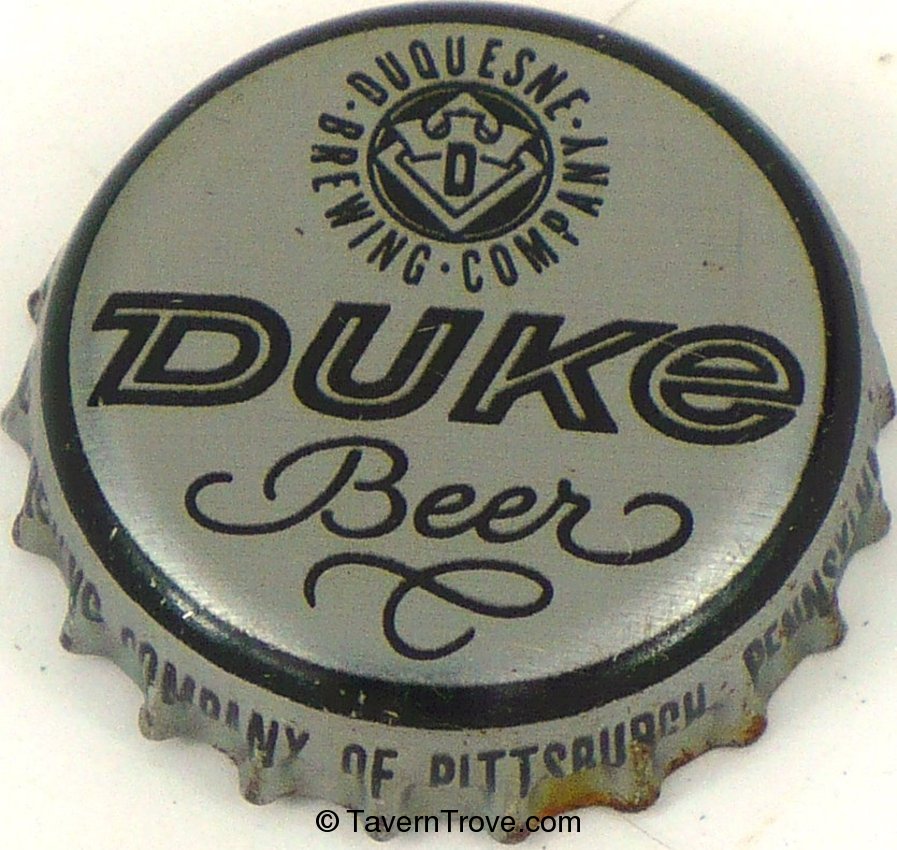 DUQUESNE · BREWING · COMPANY ·
D
DUKE
Beer
COMPANY OF PITTSBURGH
© TavernTrove.com